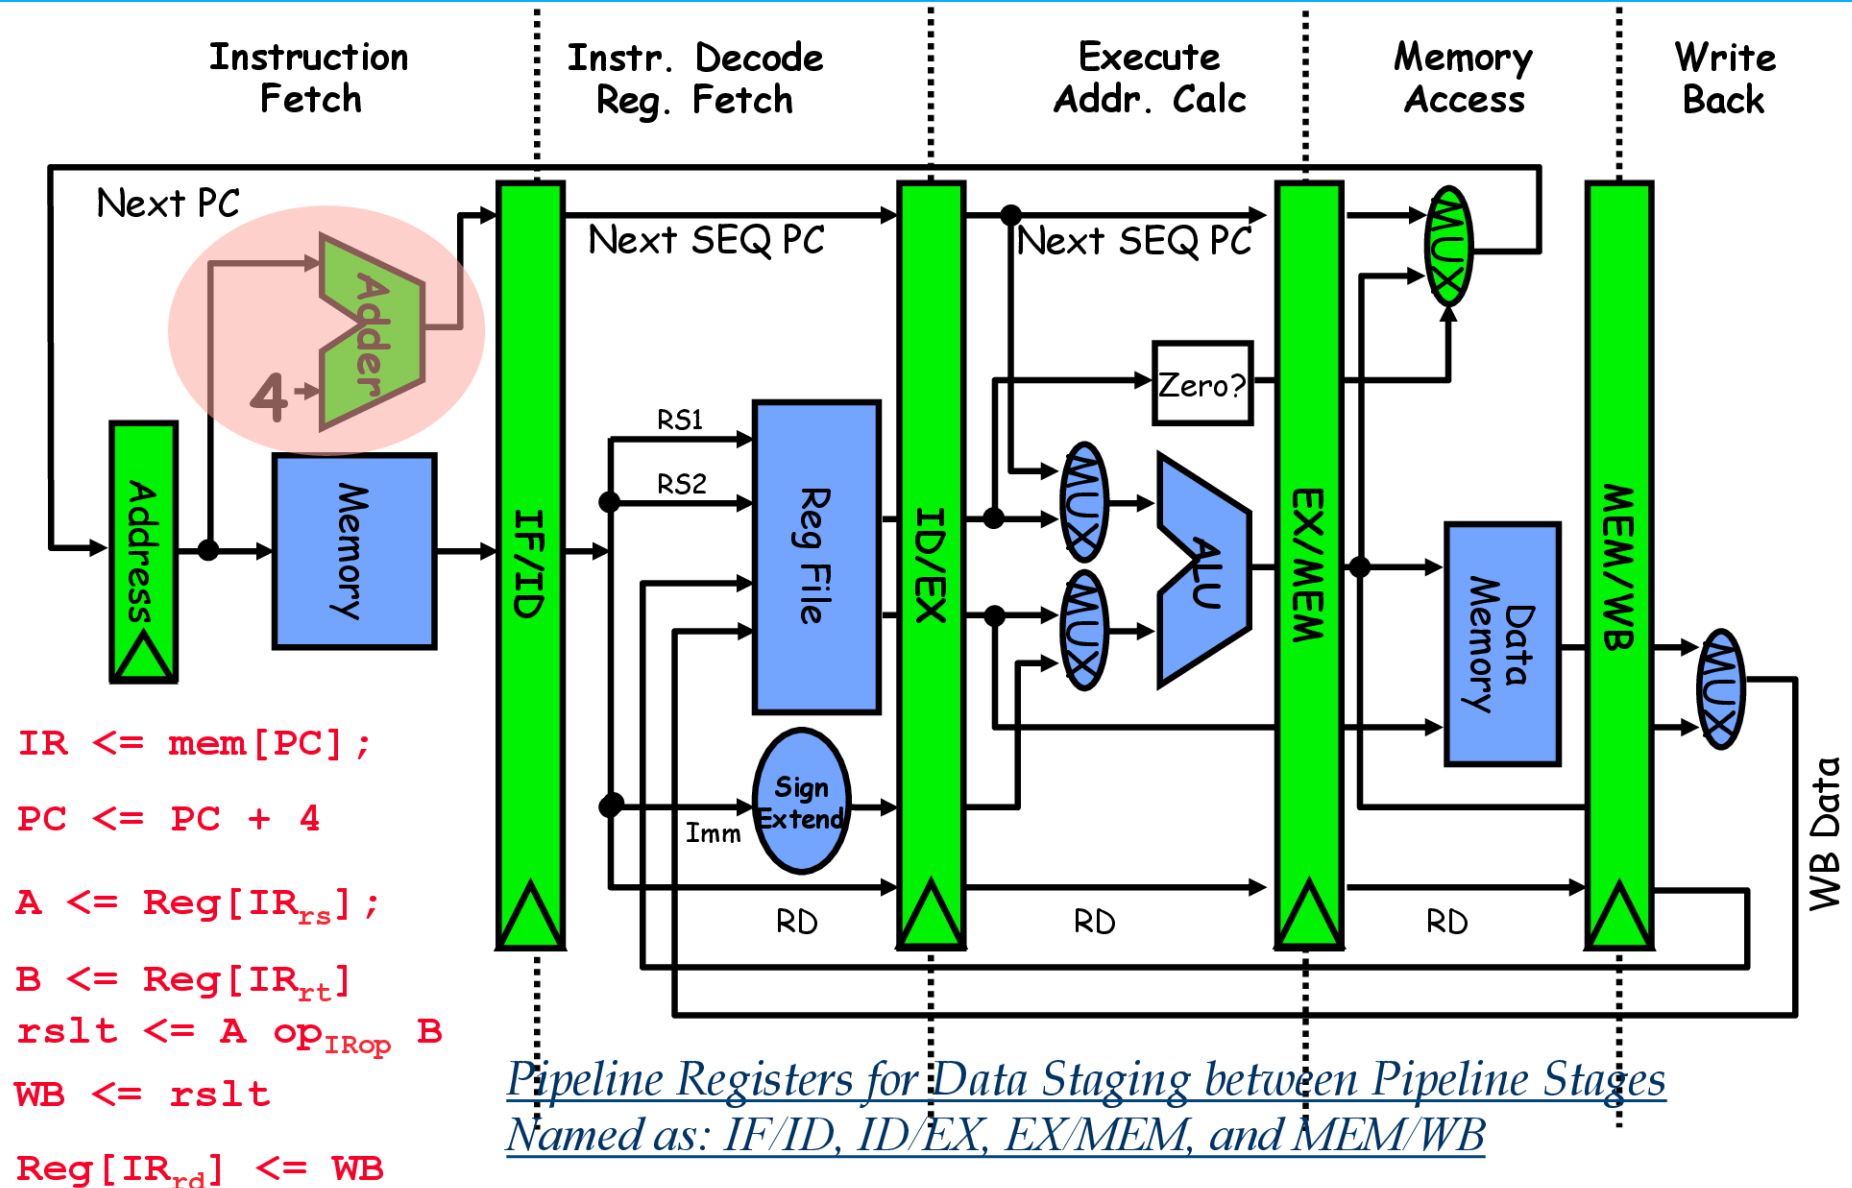 Instruction
Fetch
Instr. Decode
Reg. Fetch
Execute
Addr. Calc
Memory
Access
Write
Back
Next PC
Next SEQ PC
Next SEQ PC
MUX
Adder
4
Zero?
RS1
RS2
Address
Memory
IF/ID
Reg File
ID/EX
MUX
MUX
ALU
EX/MEM
Data
Memory
MEM/WB
MUX
Sign
Extend
Imm
WB Data
RD
RD
RD
IR <= mem[PC];
PC <= PC + 4
A <= Reg[IRrs];
B <= Reg[IRrt]
rslt <= A opIRop B
WB <= rslt
Reg[IRrd] <= WB
Pipeline Registers for Data Staging between Pipeline Stages
Named as: IF/ID, ID/EX, EX/MEM, and MEM/WB